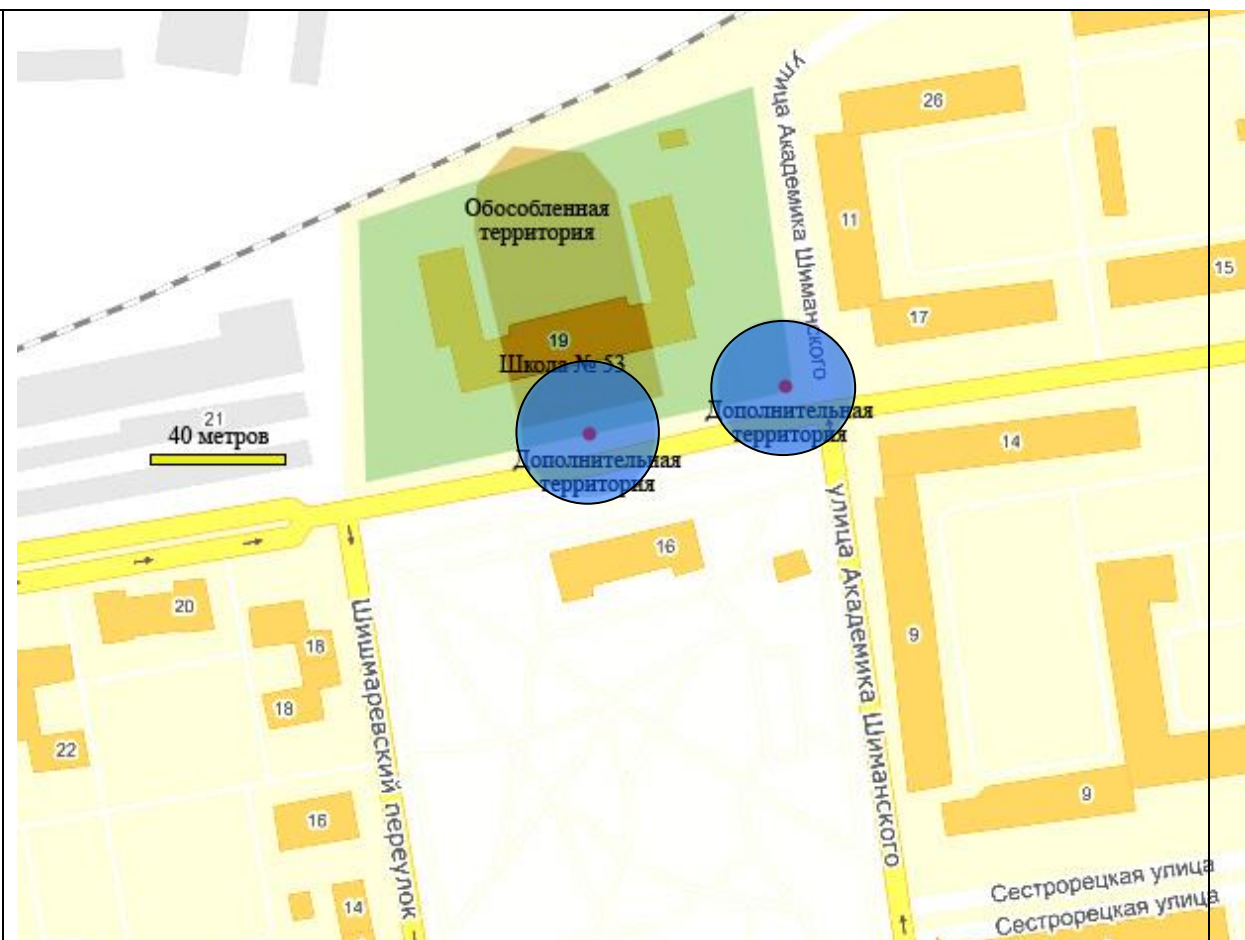 улица Академика Шиманского
26
11
15
17
Обособленная
территория
19
Школа № 53
21
40 метров
Дополнительная
территория
Дополнительная
территория
14
16
улица Академика Шиманского
20
18
18
22
Шишмаревский переулок
9
9
16
14
Сестрорецкая улица
Сестрорецкая улица